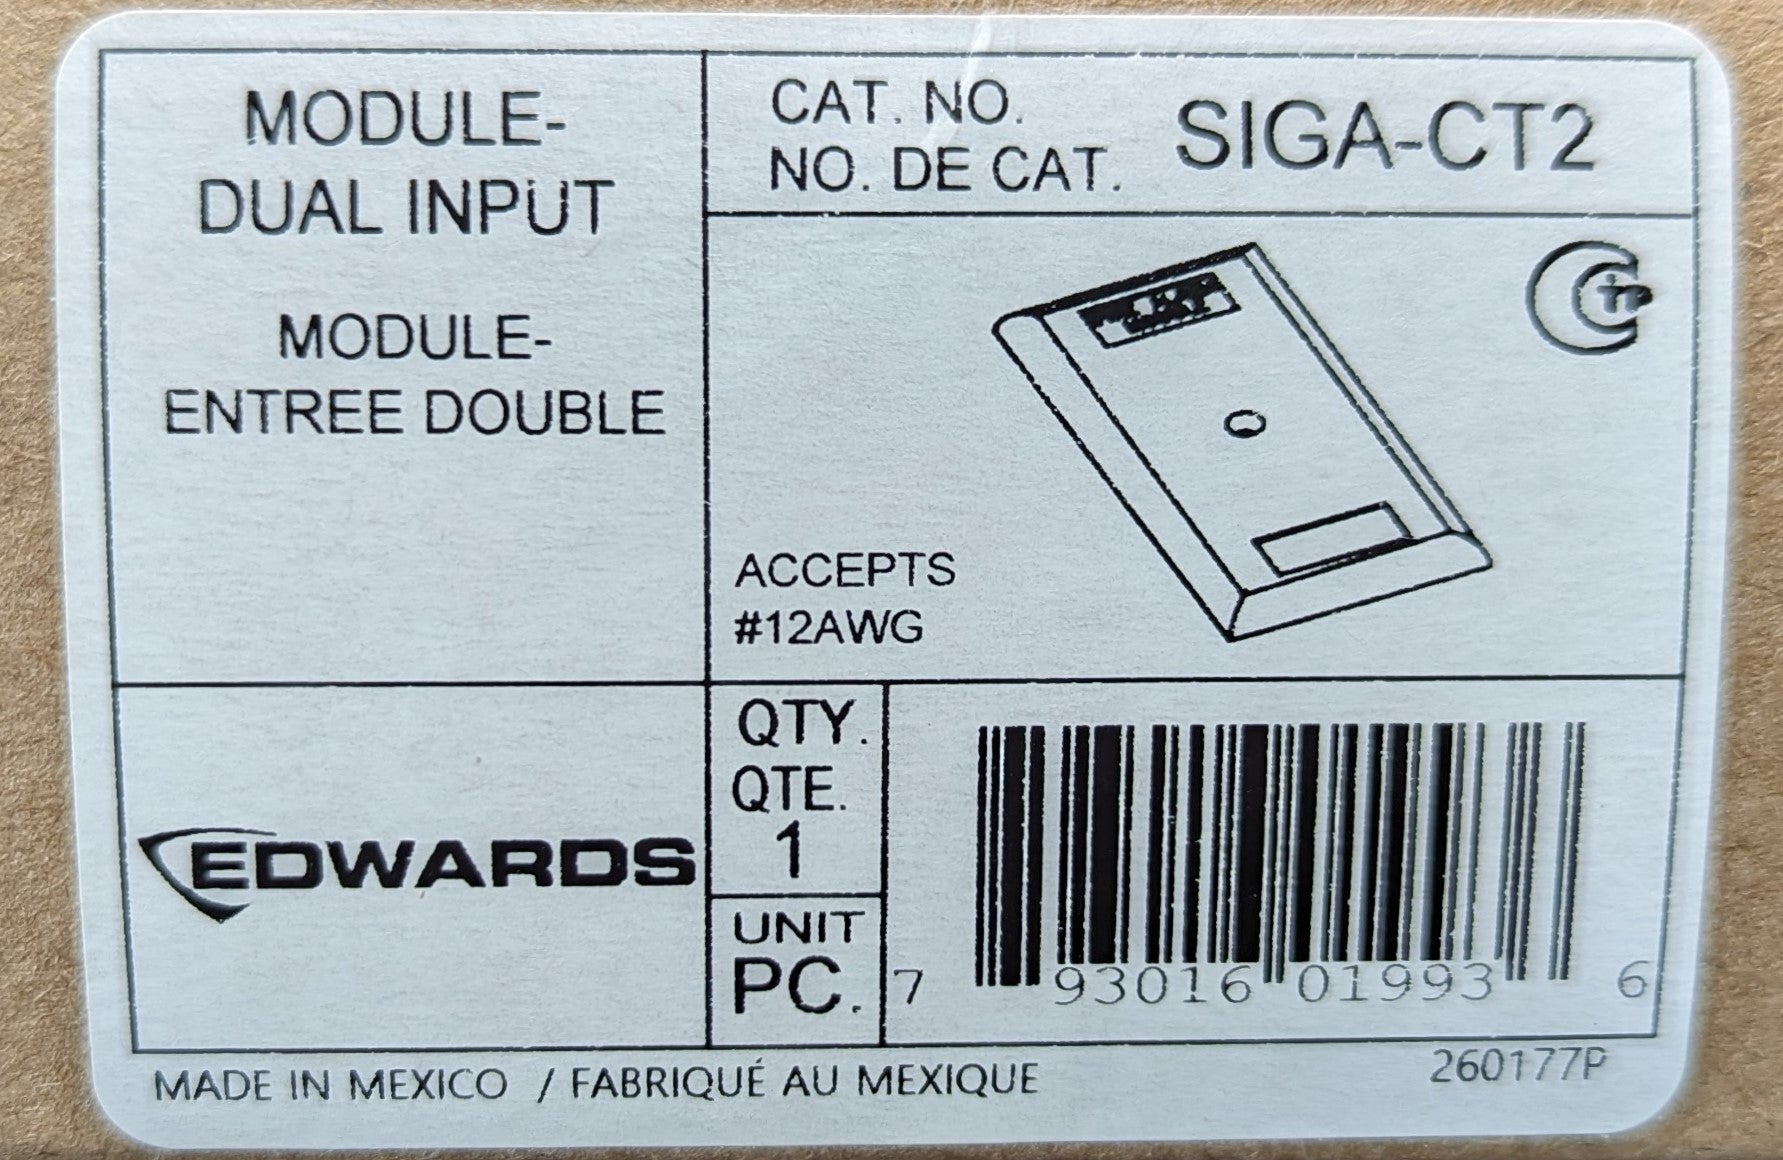 MODULE-
DUAL INPUT
MODULE-
ENTREE DOUBLE
CAT. NO.
NO. DE CAT.
SIGA-CT2
ACCEPTS
#12AWG
EDWARDS
QTY.
QTE.
1
UNIT
PC.
7 93016 01993 6
MADE IN MEXICO / FABRIQUÉ AU MEXIQUE
260177P